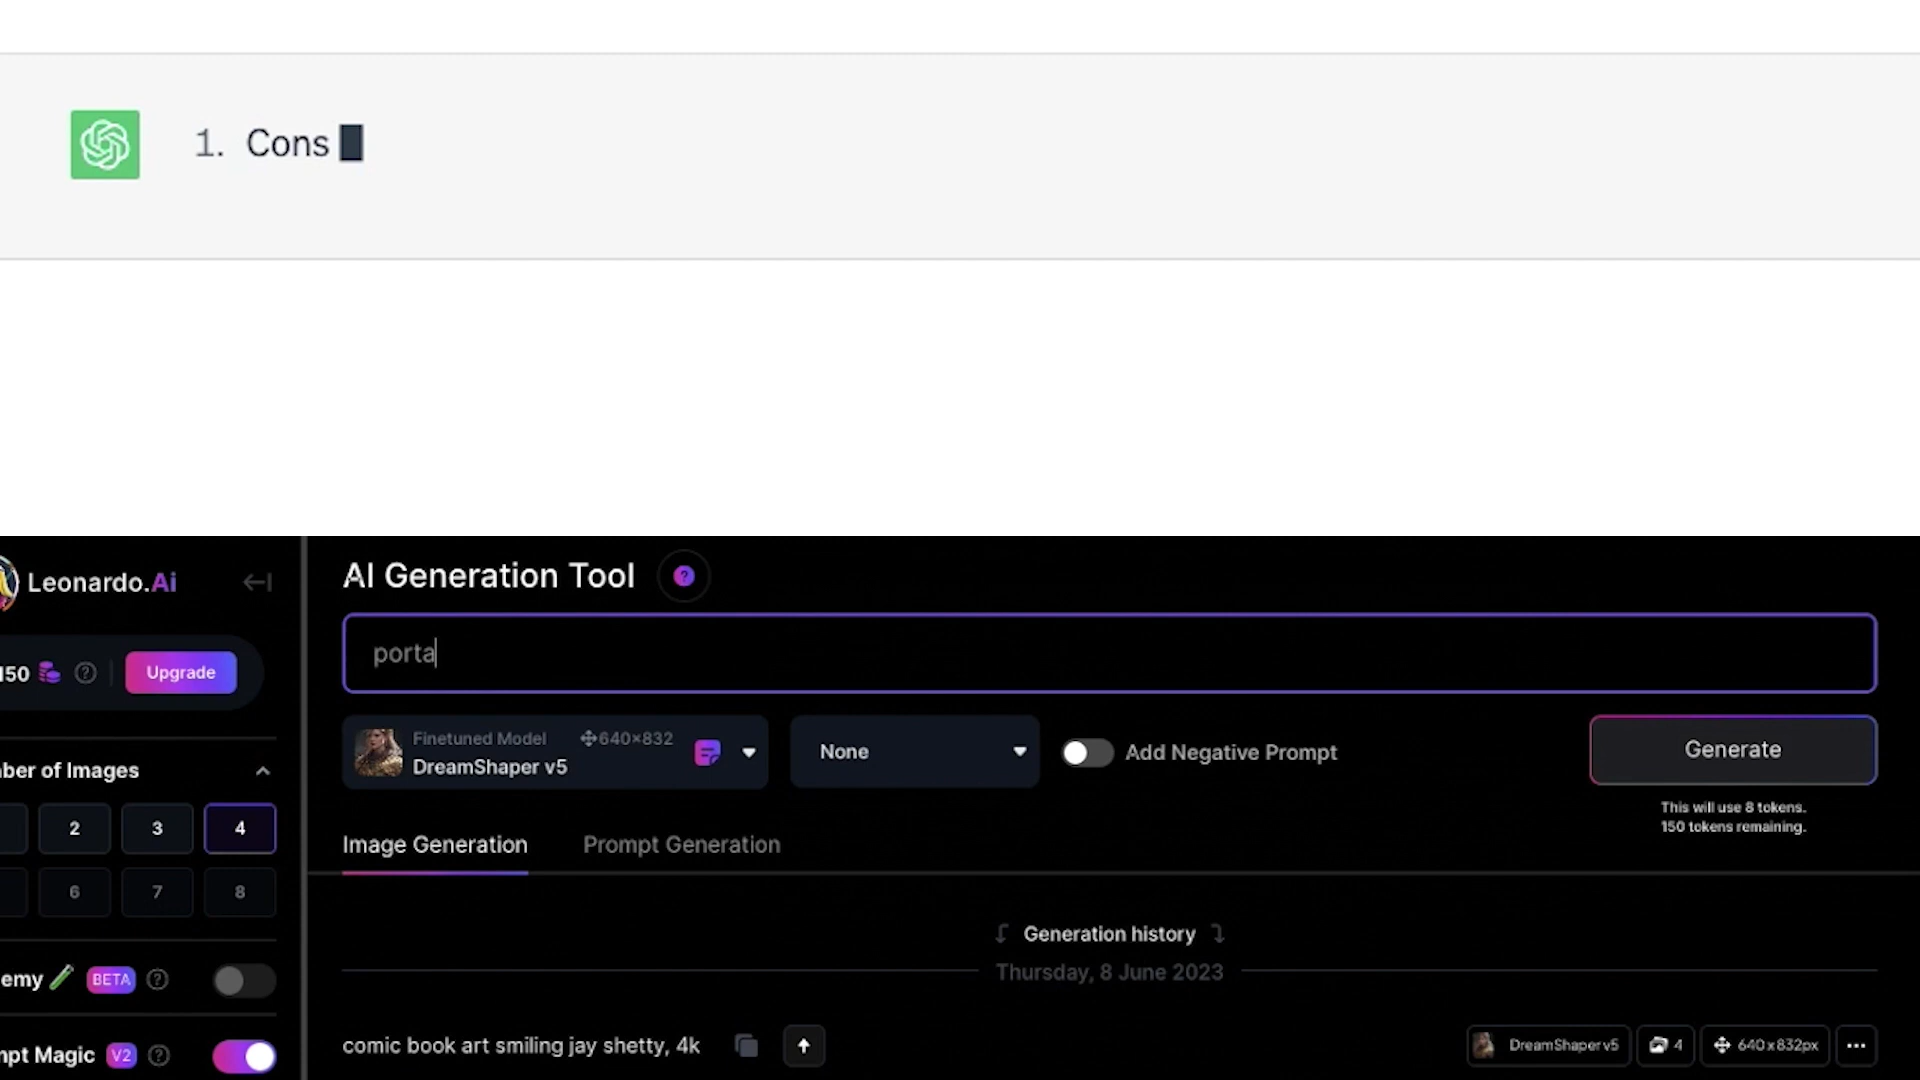 1. Cons
Leonardo.Ai
AI Generation Tool
?
150
?
Upgrade
porta
Finetuned Model
640×832
DreamShaper v5
None
Add Negative Prompt
Generate
This will use 8 tokens.
150 tokens remaining.
ber of Images
2
3
4
6
7
8
Image Generation
Prompt Generation
Generation history
Thursday, 8 June 2023
emy
BETA
?
mpt Magic
V2
?
comic book art smiling jay shetty, 4k
DreamShaper v5
4
640x832px